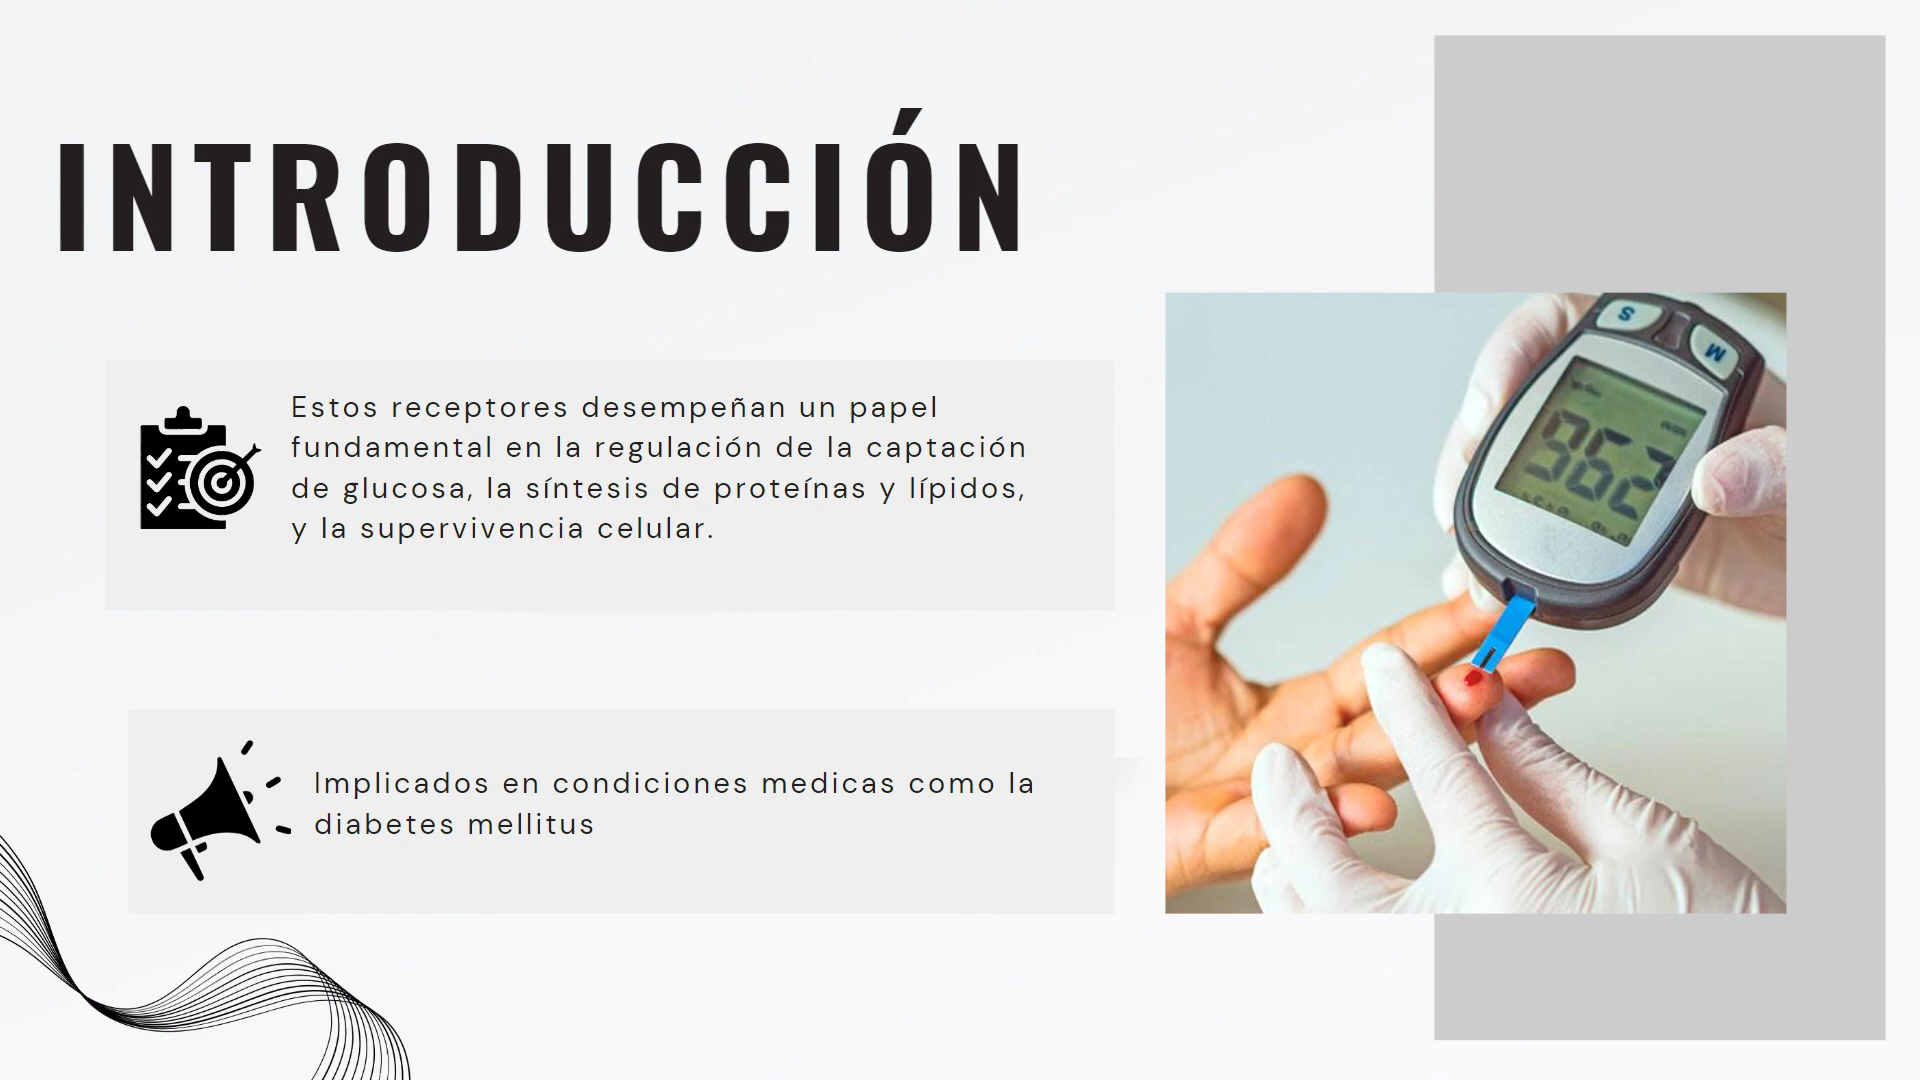 INTRODUCCIÓN
Estos receptores desempeñan un papel
fundamental en la regulación de la captación
de glucosa, la síntesis de proteínas y lípidos,
y la supervivencia celular.
Implicados en condiciones medicas como la
diabetes mellitus
S
M